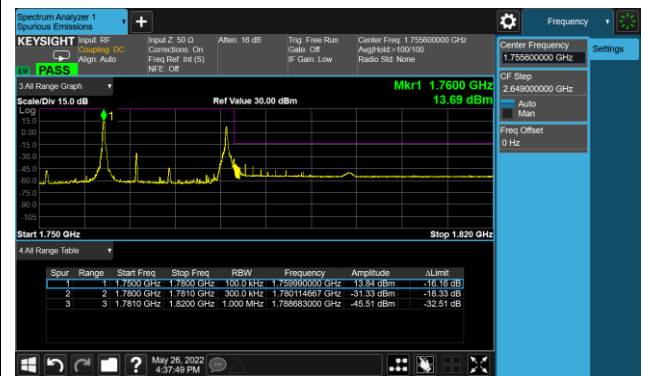 Spectrum Analyzer 1
Spurious Emissions
Frequency
KEYSIGHT
Input: RF
Coupling: DC
Align: Auto
Input Z: 50 Ω
Corrections: On
Freq Ref: Int (S)
NFE: Off
Atten: 16 dB
Trig: Free Run
Gate: Off
IF Gain: Low
Center Freq: 1.755600000 GHz
Avg|Hold:>100/100
Radio Std: None
PASS
Center Frequency
1.755600000 GHz
Settings
CF Step
2.649000000 GHz
Auto
Man
Freq Offset
0 Hz
3 All Range Graph
Mkr1 1.7600 GHz
Scale/Div 15.0 dB
Ref Value 30.00 dBm
13.69 dBm
Log
1
15.0
0.00
-15.0
-30.0
-45.0
-60.0
-75.0
-90.0
-105
Start 1.750 GHz
Stop 1.820 GHz
4 All Range Table
Spur Range Start Freq Stop Freq RBW Frequency Amplitude ΔLimit
1 1 1.7500 GHz 1.7800 GHz 100.0 kHz 1.759990000 GHz 13.84 dBm -16.16 dB
2 2 1.7800 GHz 1.7810 GHz 300.0 kHz 1.780114667 GHz -31.33 dBm -18.33 dB
3 3 1.7810 GHz 1.8200 GHz 1.000 MHz 1.788683000 GHz -45.51 dBm -32.51 dB
May 26, 2022
4:37:49 PM